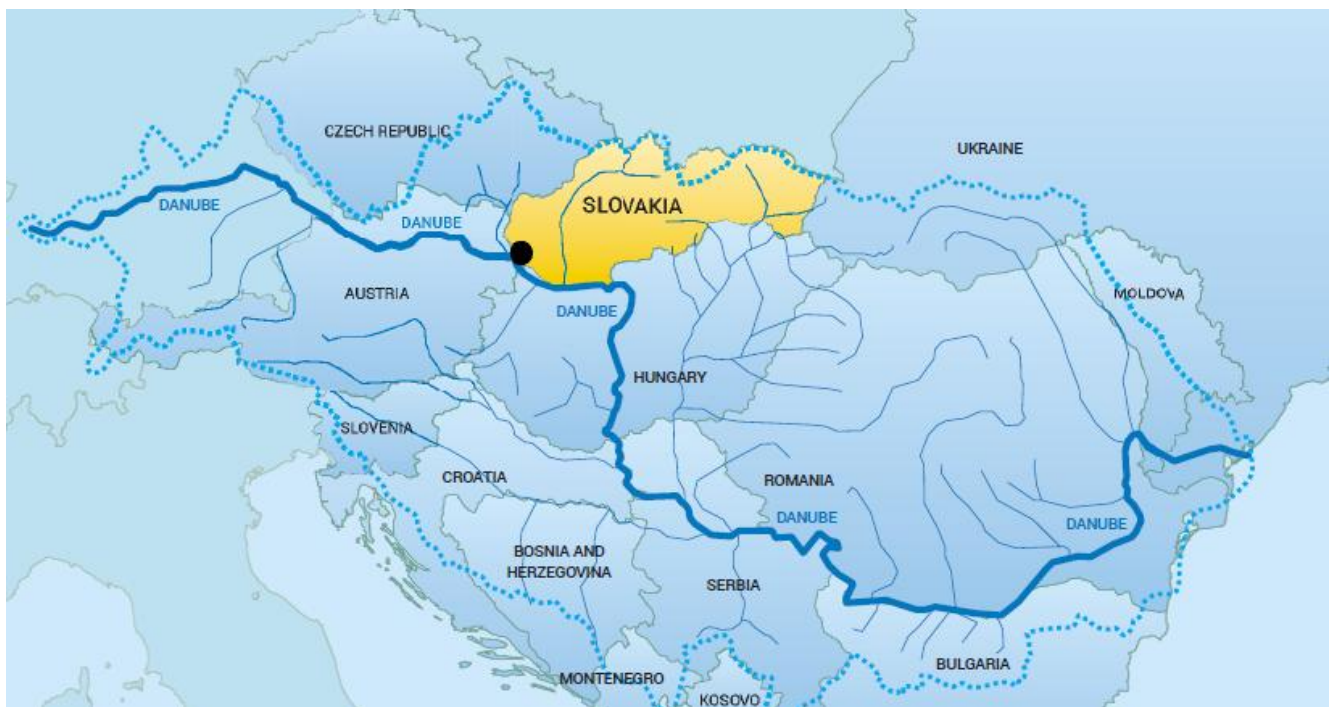 CZECH REPUBLIC
UKRAINE
DANUBE
SLOVAKIA
DANUBE
AUSTRIA
MOLDOVA
DANUBE
HUNGARY
SLOVENIA
CROATIA
ROMANIA
DANUBE
DANUBE
BOSNIA AND
HERZEGOVINA
SERBIA
BULGARIA
MONTENEGRO
KOSOVO